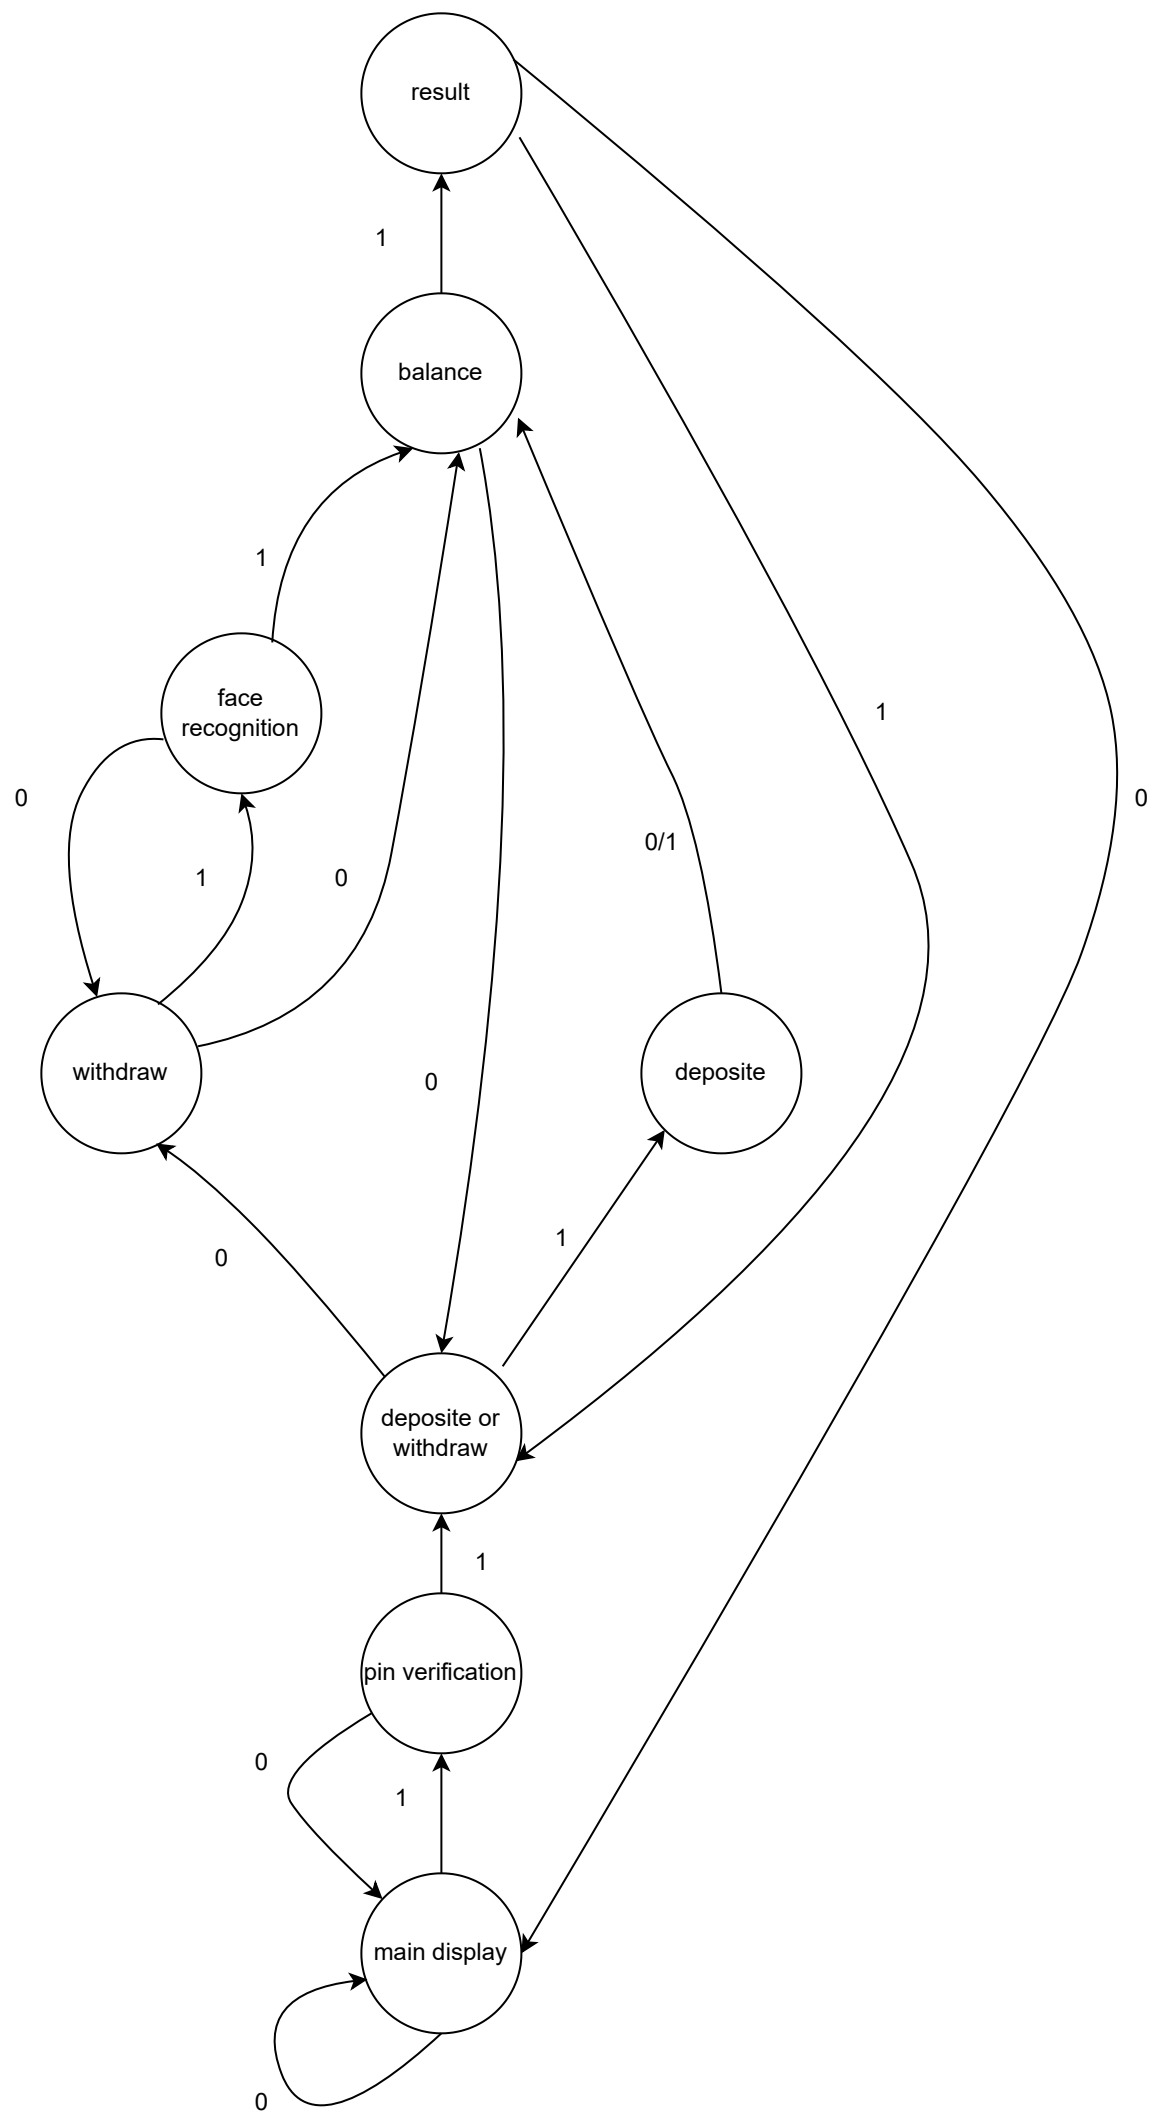 result
1
balance
1
face
recognition
1
0
0
1
0
0/1
withdraw
deposite
0
1
0
deposite or
withdraw
1
pin verification
0
1
main display
0